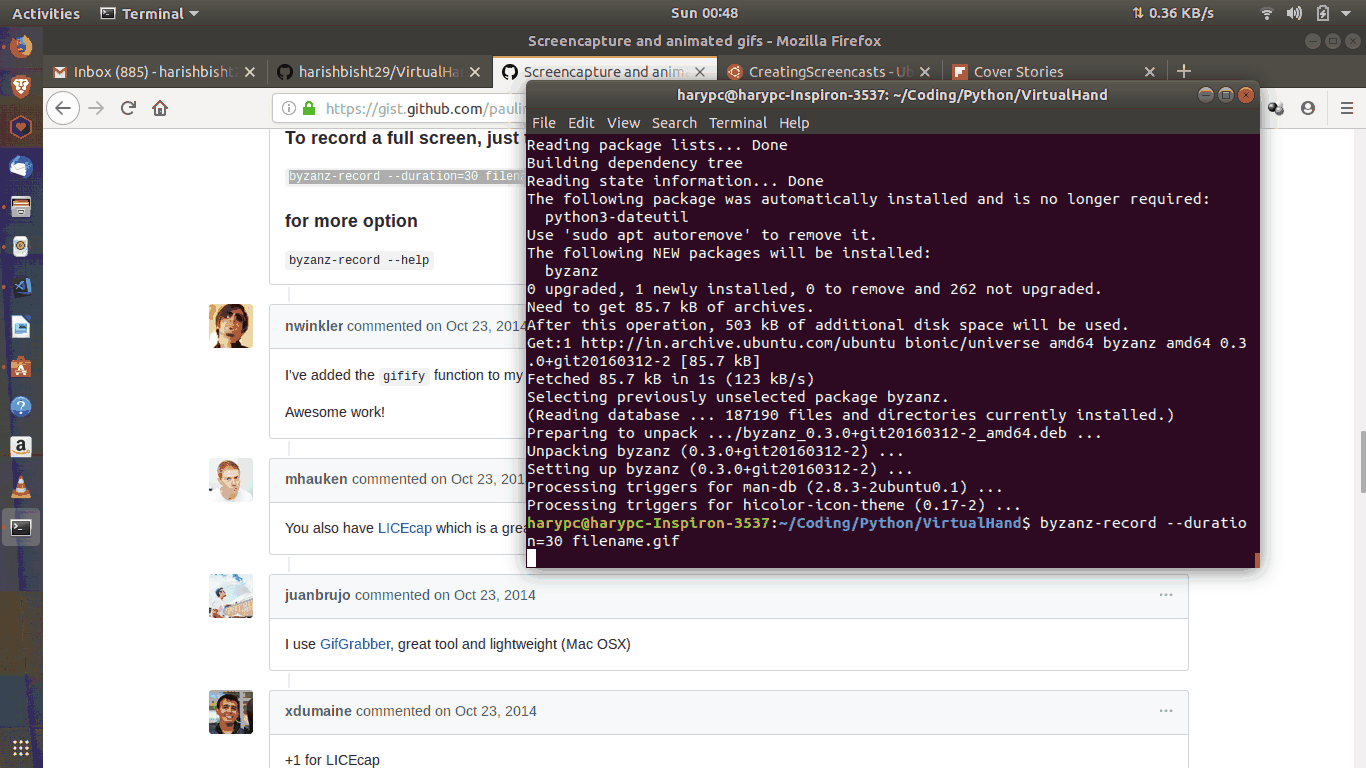 Activities
Terminal
Sun 00:48
0.36 KB/s
Screencapture and animated gifs - Mozilla Firefox
Inbox (885) - harishbisht
harishbisht29/VirtualHa
Screencapture and anim
CreatingScreencasts - Ub
Cover Stories
https://gist.github.com/paulin
harypc@harypc-Inspiron-3537: ~/Coding/Python/VirtualHand
File Edit View Search Terminal Help
Reading package lists... Done
Building dependency tree
Reading state information... Done
The following package was automatically installed and is no longer required:
python3-dateutil
Use 'sudo apt autoremove' to remove it.
The following NEW packages will be installed:
byzanz
0 upgraded, 1 newly installed, 0 to remove and 262 not upgraded.
Need to get 85.7 kB of archives.
After this operation, 503 kB of additional disk space will be used.
Get:1 http://in.archive.ubuntu.com/ubuntu bionic/universe amd64 byzanz amd64 0.3
.0+git20160312-2 [85.7 kB]
Fetched 85.7 kB in 1s (123 kB/s)
Selecting previously unselected package byzanz.
(Reading database ... 187190 files and directories currently installed.)
Preparing to unpack .../byzanz_0.3.0+git20160312-2_amd64.deb ...
Unpacking byzanz (0.3.0+git20160312-2) ...
Setting up byzanz (0.3.0+git20160312-2) ...
Processing triggers for man-db (2.8.3-2ubuntu0.1) ...
Processing triggers for hicolor-icon-theme (0.17-2) ...
harypc@harypc-Inspiron-3537:~/Coding/Python/VirtualHand$ byzanz-record --duratio
n=30 filename.gif
To record a full screen, just
byzanz-record --duration=30 filena
for more option
byzanz-record --help
nwinkler commented on Oct 23, 2014
I've added the gifify function to my
Awesome work!
mhauken commented on Oct 23, 201
You also have LICEcap which is a grea
juanbrujo commented on Oct 23, 2014
I use GifGrabber, great tool and lightweight (Mac OSX)
xdumaine commented on Oct 23, 2014
+1 for LICEcap